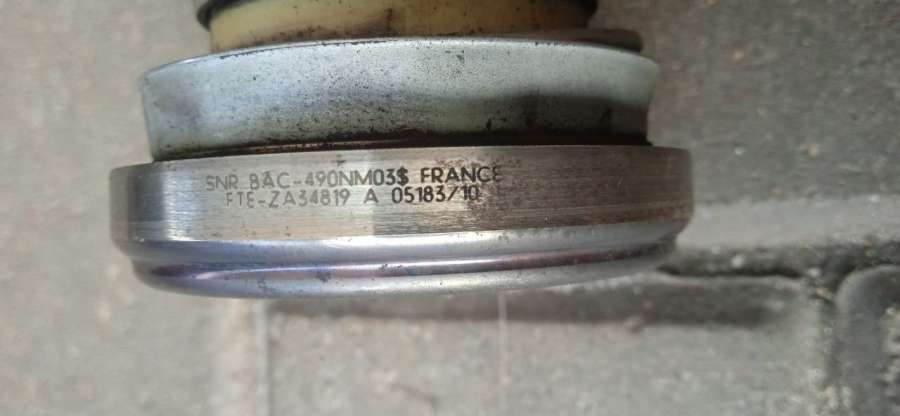 SNR BAC-490NM03$ FRANCE
FTE-ZA34819 A 05183/10